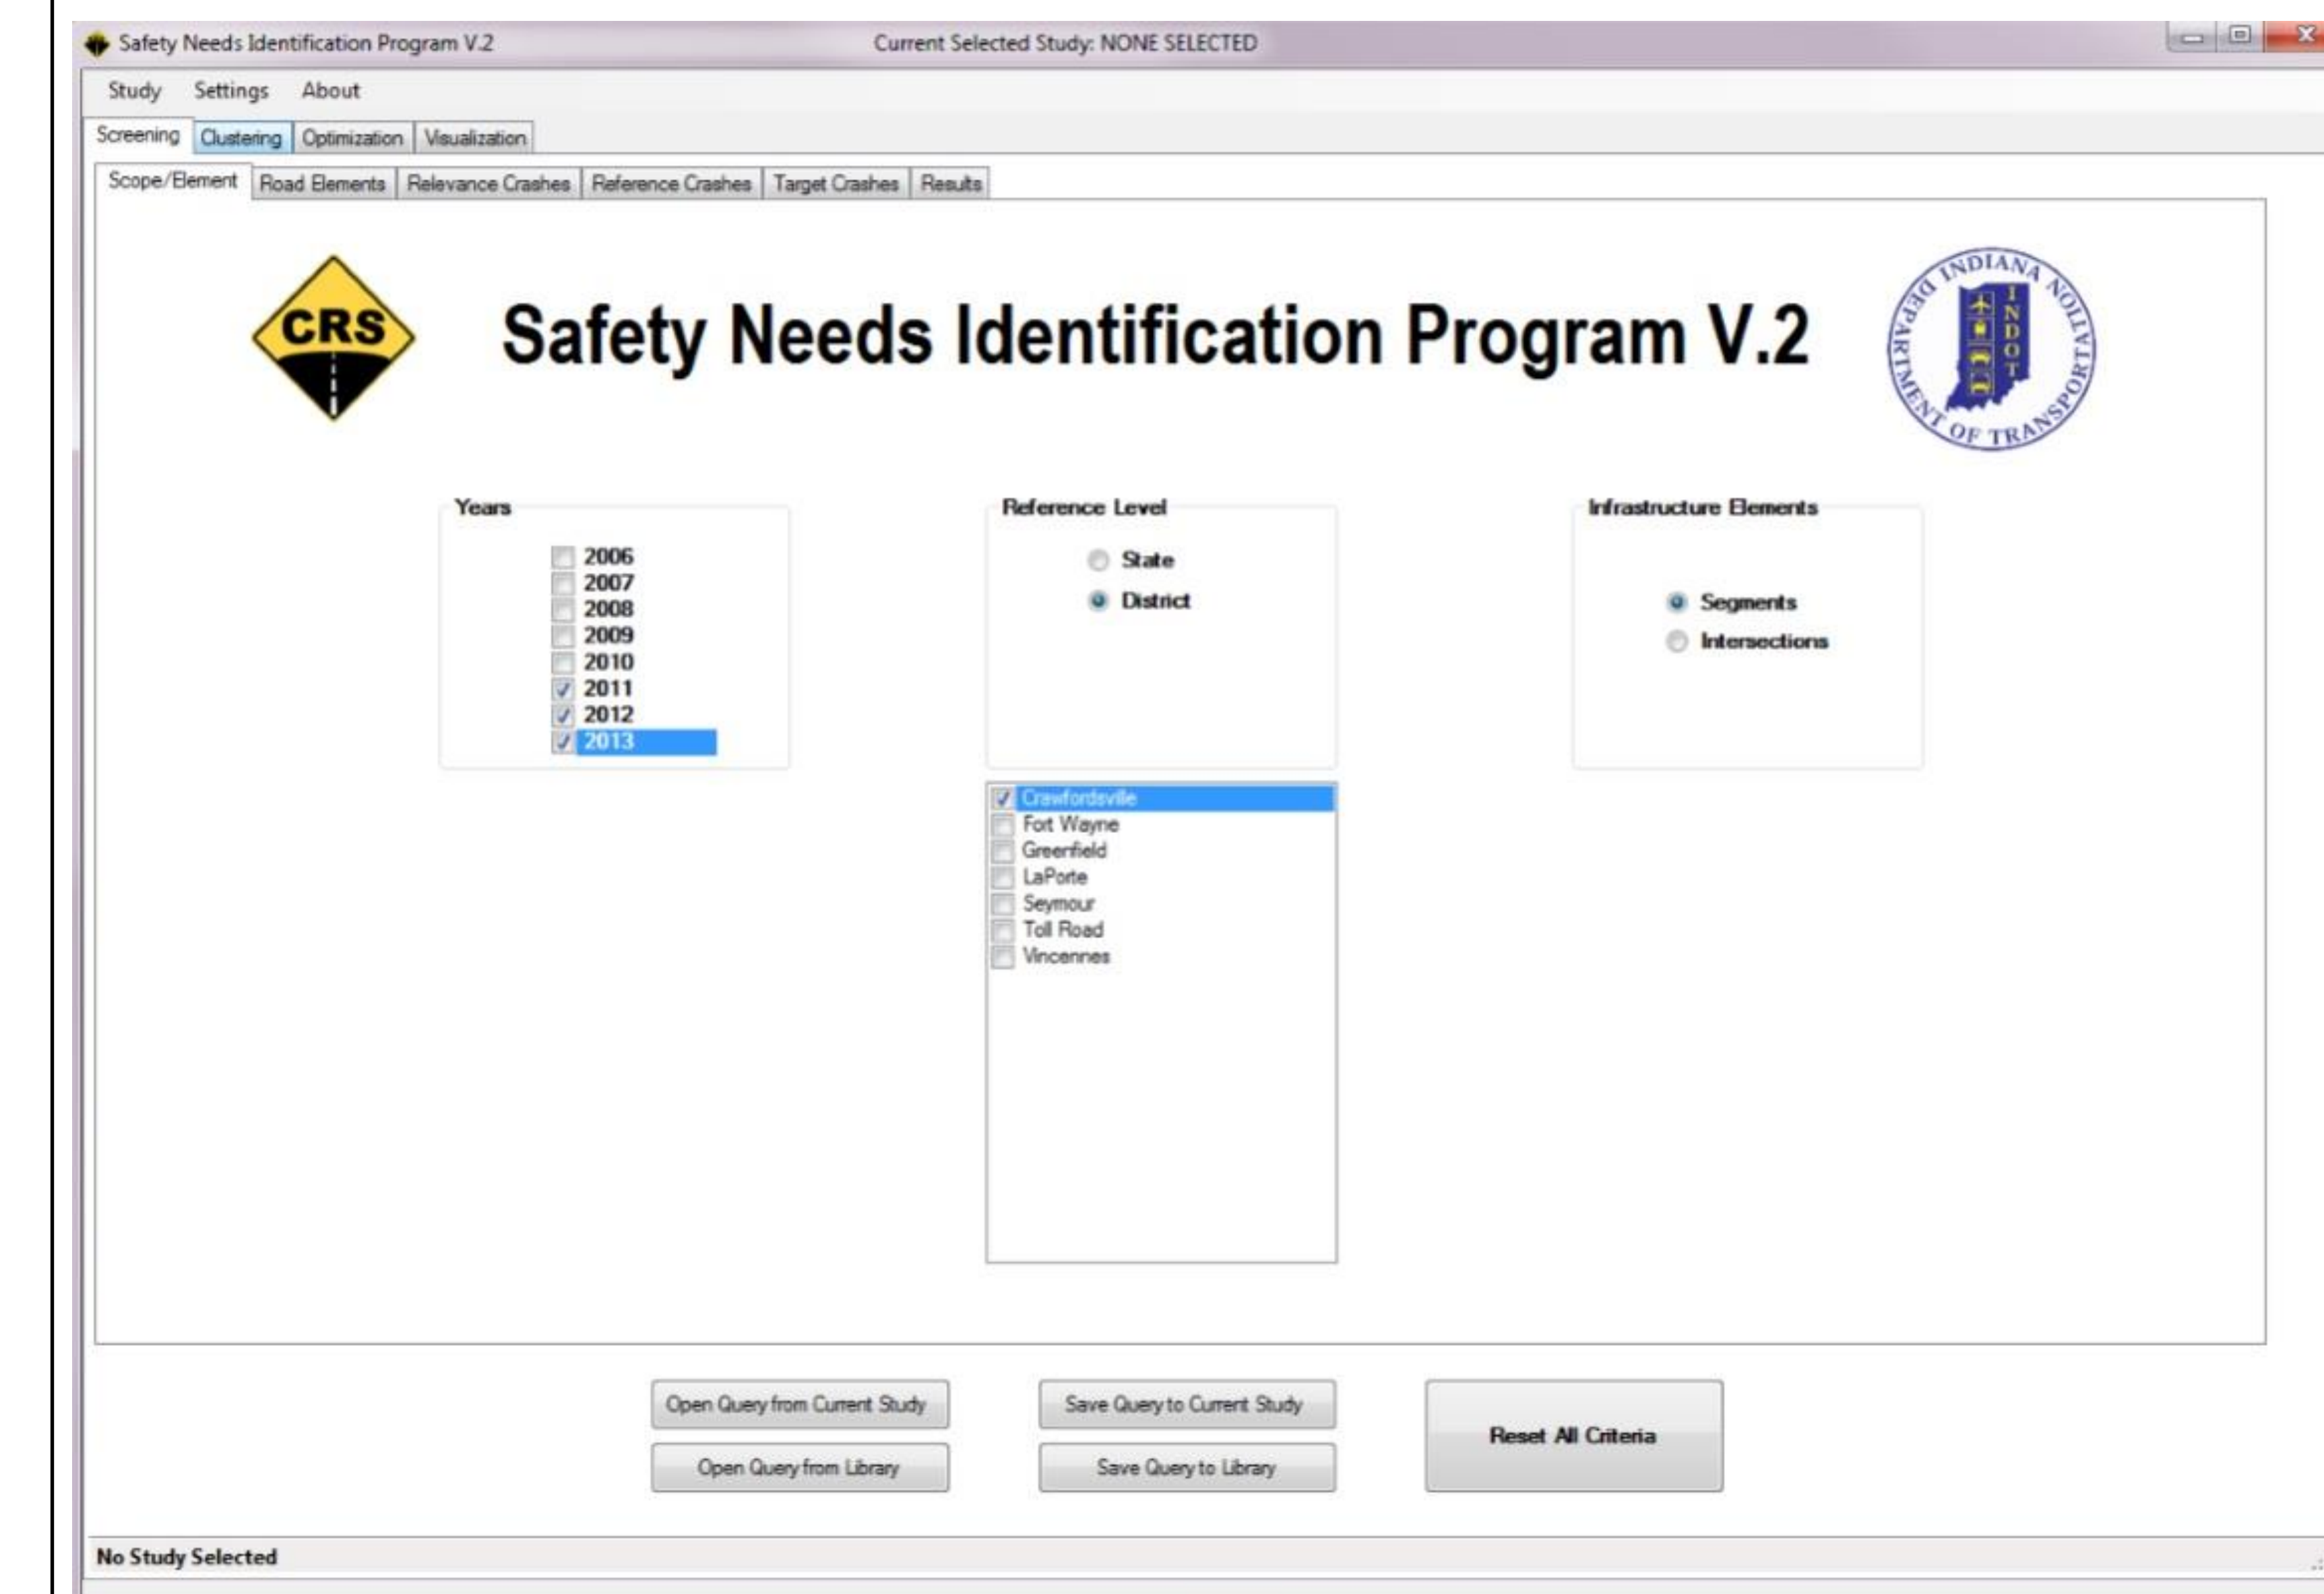 Safety Needs Identification Program V.2 Current Selected Study: NONE SELECTED
Study Settings About
Screening Clustering Optimization Visualization
Scope/Element Road Elements Relevance Crashes Reference Crashes Target Crashes Results
CRS
Safety Needs Identification Program V.2
INDIANA DEPARTMENT OF TRANSPORTATION
INDOT
Years
2006
2007
2008
2009
2010
2011
2012
2013
Reference Level
State
District
Infrastructure Elements
Segments
Intersections
Crawfordsville
Fort Wayne
Greenfield
LaPorte
Seymour
Toll Road
Vincennes
Open Query from Current Study
Save Query to Current Study
Reset All Criteria
Open Query from Library
Save Query to Library
No Study Selected